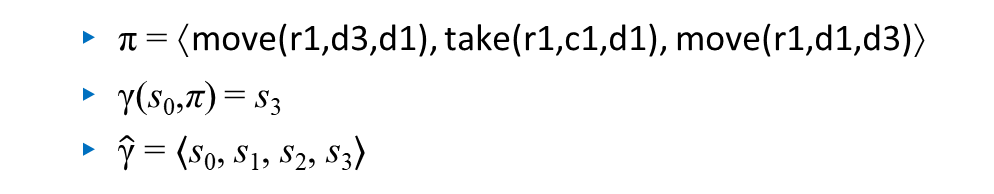 ▸ π = ⟨move(r1,d3,d1), take(r1,c1,d1), move(r1,d1,d3)⟩
▸ γ(s₀,π) = s₃
▸ γ̂ = ⟨s₀, s₁, s₂, s₃⟩